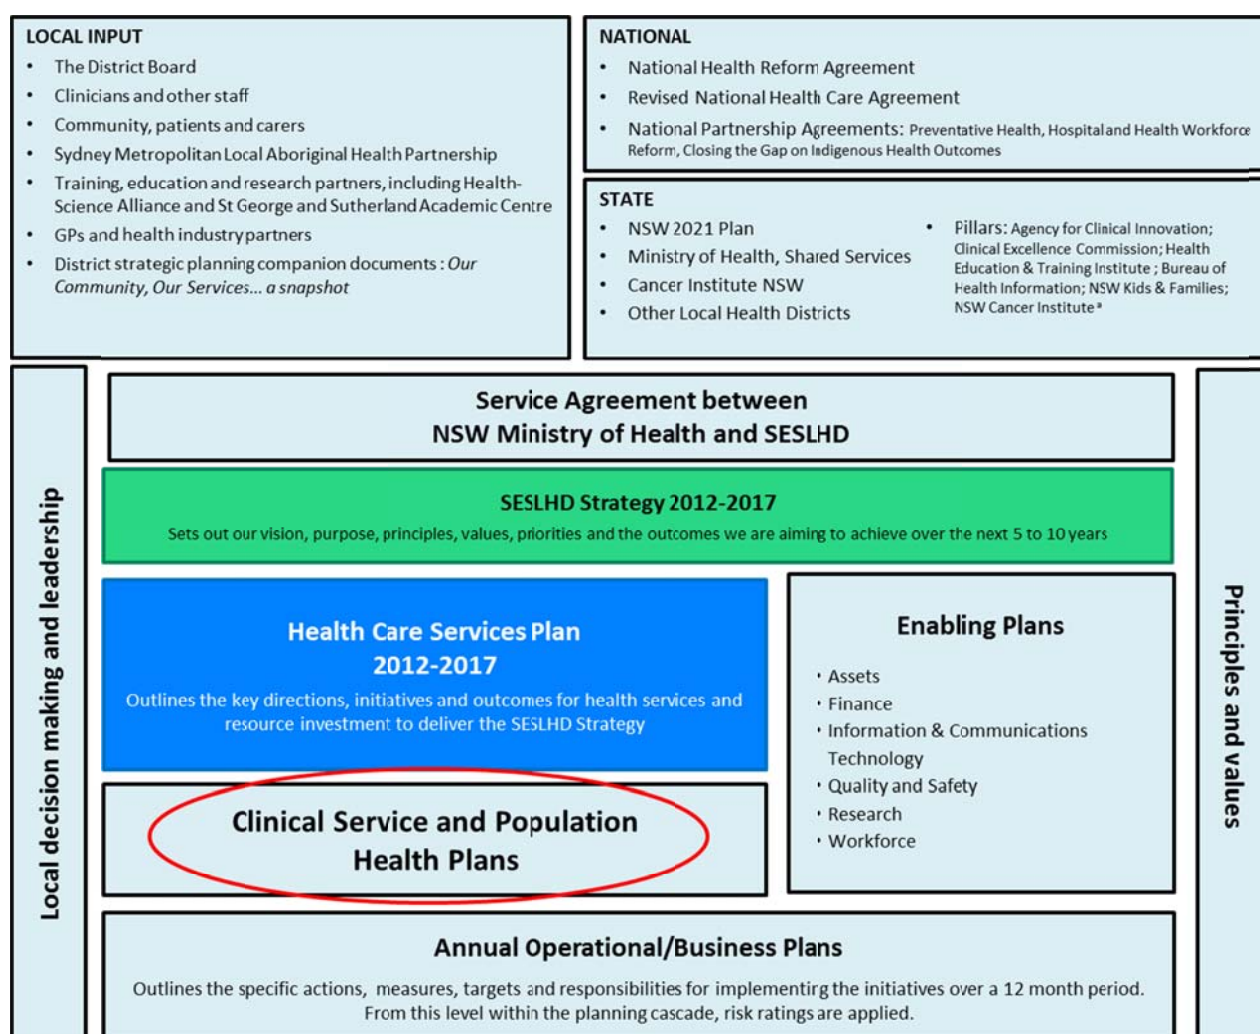 LOCAL INPUT
• The District Board
• Clinicians and other staff
• Community, patients and carers
• Sydney Metropolitan Local Aboriginal Health Partnership
• Training, education and research partners, including Health-
Science Alliance and St George and Sutherland Academic Centre
• GPs and health industry partners
• District strategic planning companion documents : Our
Community, Our Services... a snapshot
NATIONAL
• National Health Reform Agreement
• Revised National Health Care Agreement
• National Partnership Agreements: Preventative Health, Hospital and Health Workforce
Reform, Closing the Gap on Indigenous Health Outcomes
STATE
• NSW 2021 Plan
• Ministry of Health, Shared Services
• Cancer Institute NSW
• Other Local Health Districts
• Pillars: Agency for Clinical Innovation;
Clinical Excellence Commission; Health
Education & Training Institute ; Bureau of
Health Information; NSW Kids & Families;
NSW Cancer Institute ª
Local decision making and leadership
Service Agreement between
NSW Ministry of Health and SESLHD
SESLHD Strategy 2012-2017
Sets out our vision, purpose, principles, values, priorities and the outcomes we are aiming to achieve over the next 5 to 10 years
Health Care Services Plan
2012-2017
Outlines the key directions, initiatives and outcomes for health services and
resource investment to deliver the SESLHD Strategy
Clinical Service and Population
Health Plans
Enabling Plans
• Assets
• Finance
• Information & Communications
Technology
• Quality and Safety
• Research
• Workforce
Annual Operational/Business Plans
Outlines the specific actions, measures, targets and responsibilities for implementing the initiatives over a 12 month period.
From this level within the planning cascade, risk ratings are applied.
Principles and values